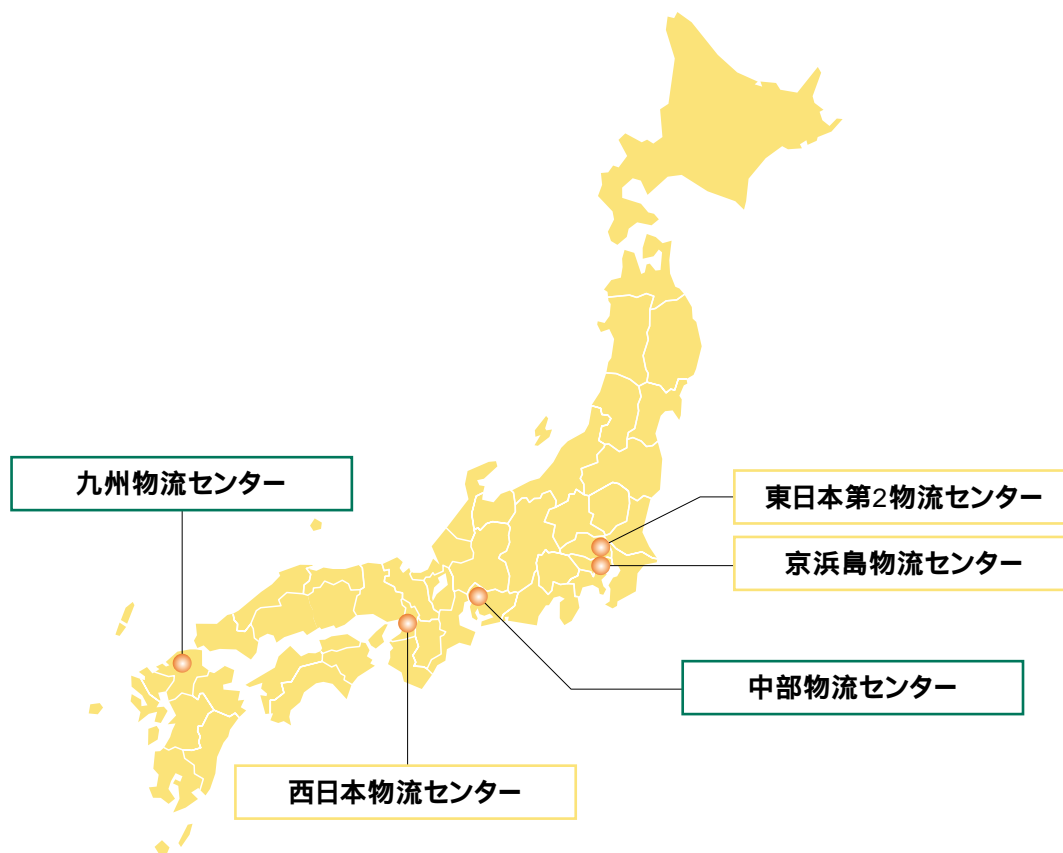 九州物流センター
東日本第2物流センター
京浜島物流センター
中部物流センター
西日本物流センター